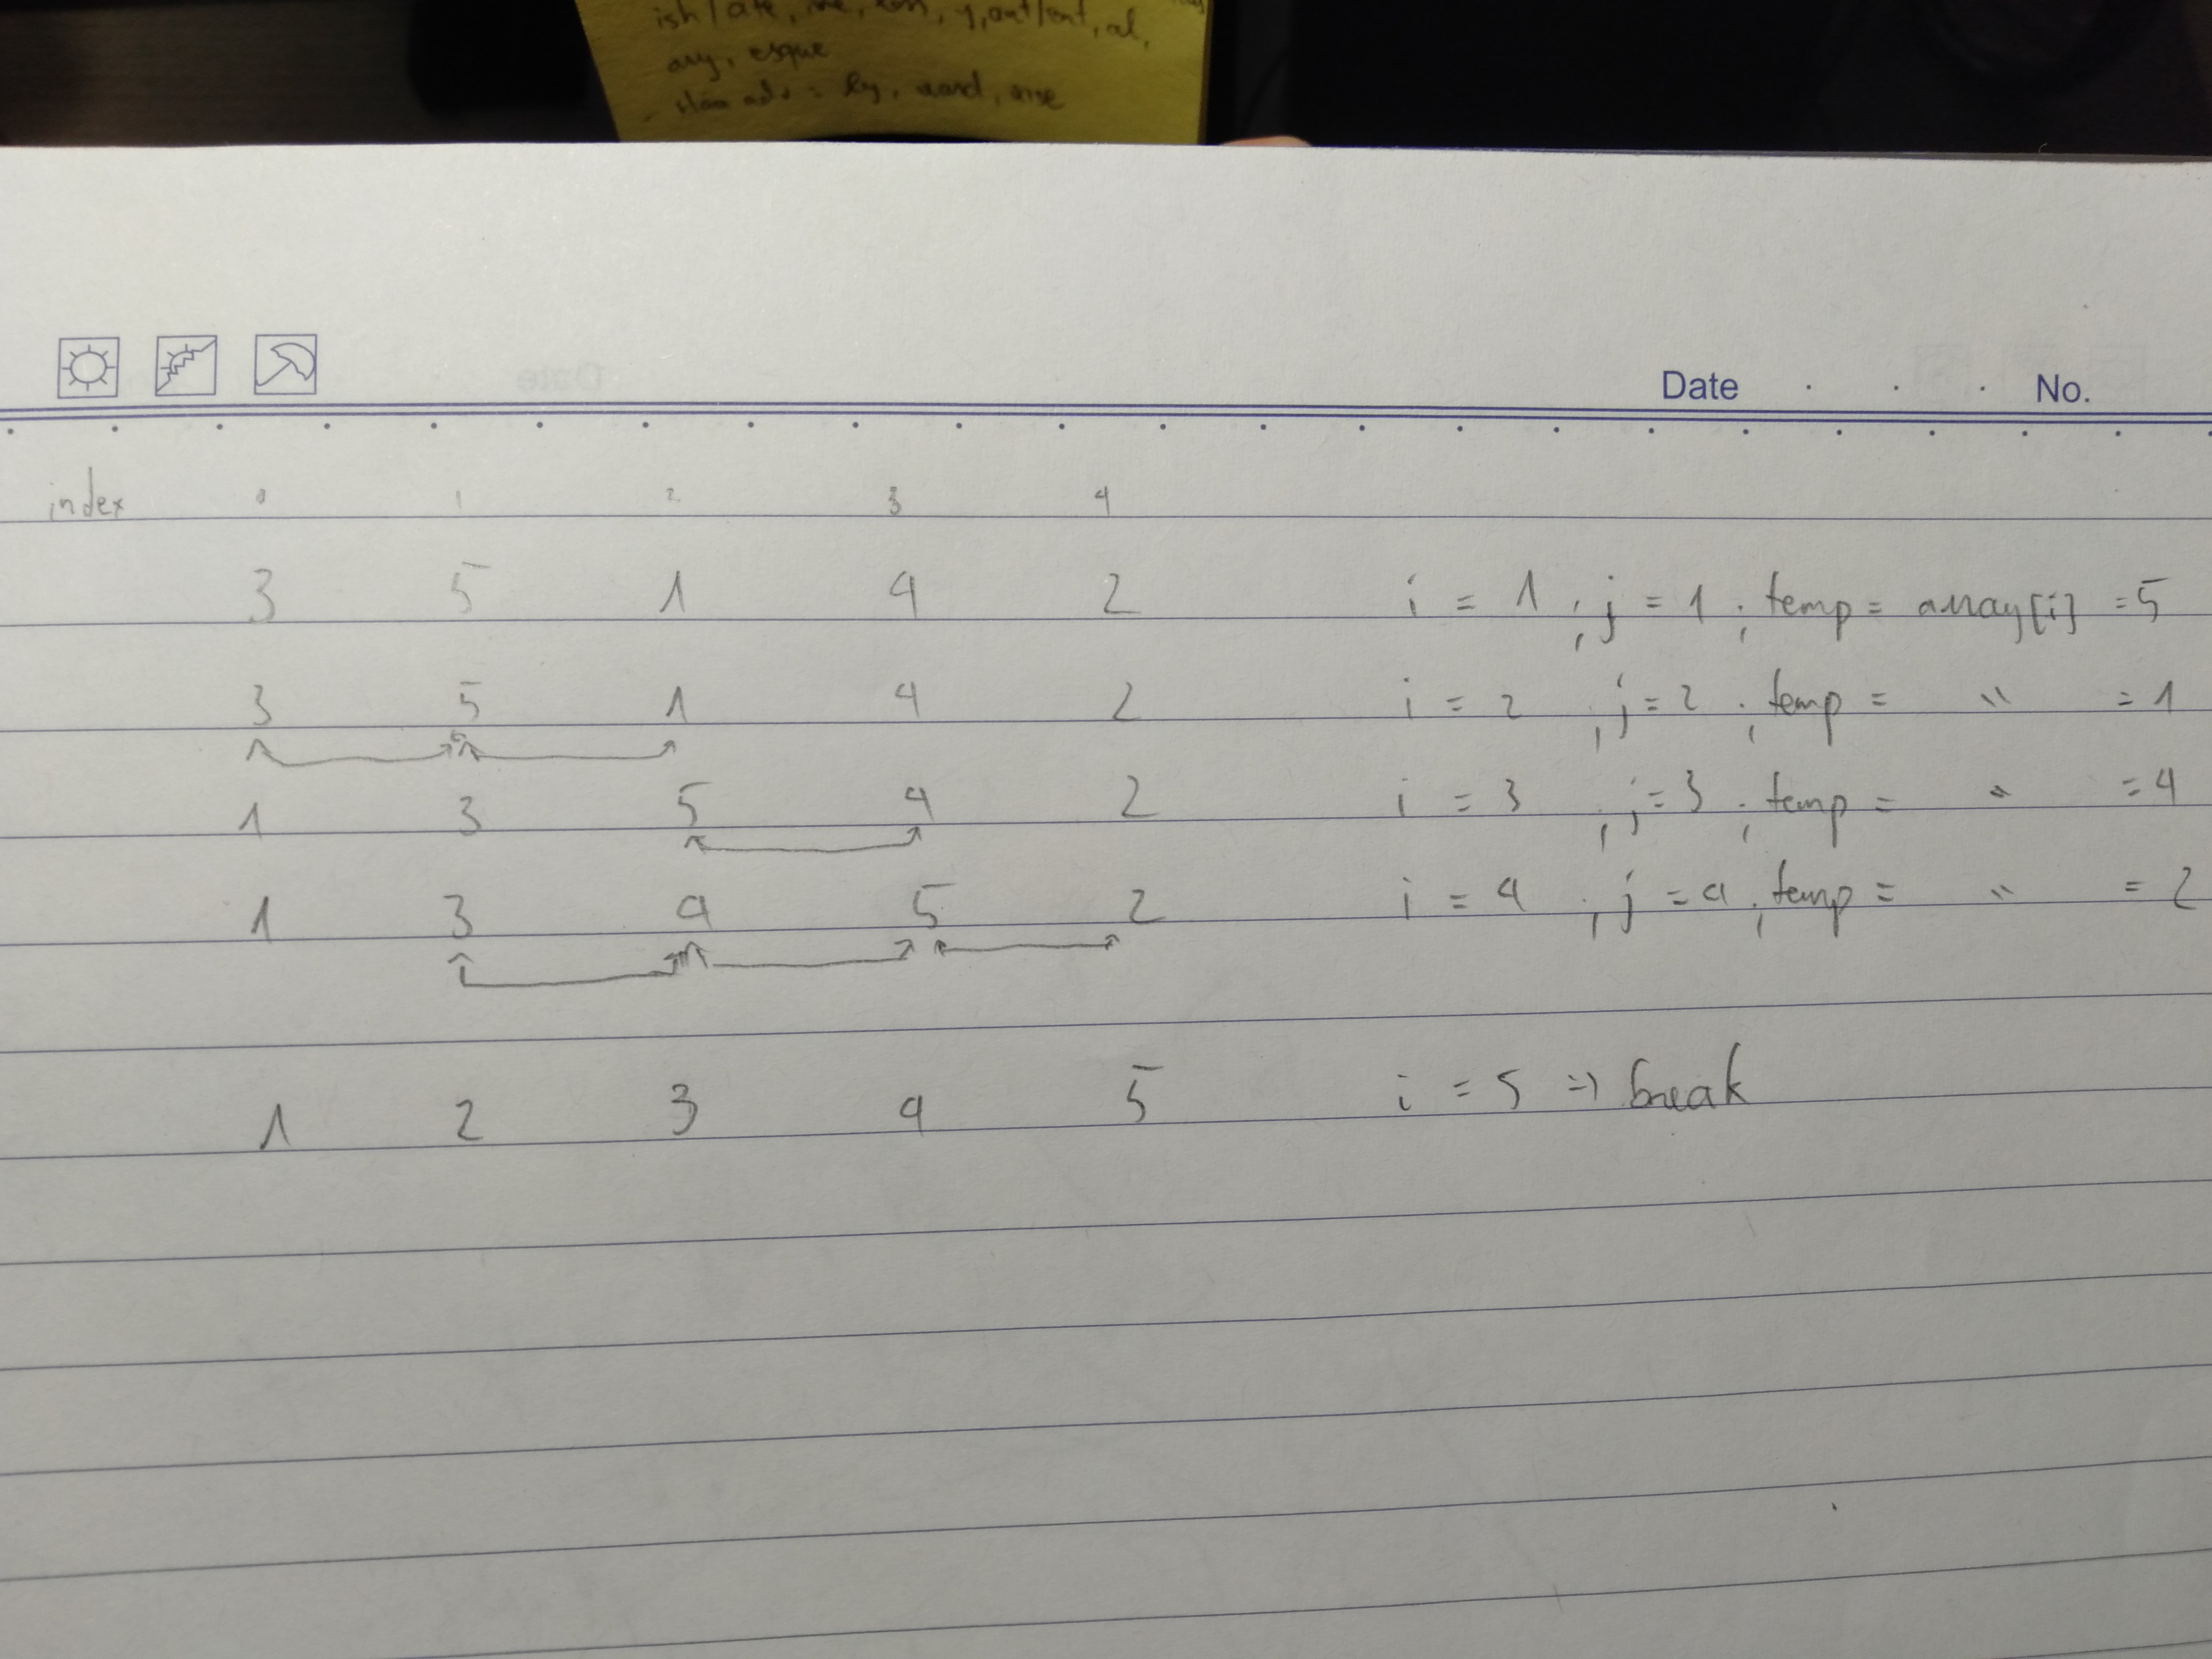 ish/ate, ive, y, ant/ent, al,
ary, esque
ly, ward, wise
Date . . . No.
index 0 1 2 3 4
3 5 1 4 2 i = 1 ; j = 1 ; temp = array[i] = 5
3 5 1 4 2 i = 2 ; j = 2 ; temp = " = 1
1 3 5 4 2 i = 3 ; j = 3 ; temp = " = 4
1 3 4 5 2 i = 4 ; j = 4 ; temp = " = 2
1 2 3 4 5 i = 5 => break